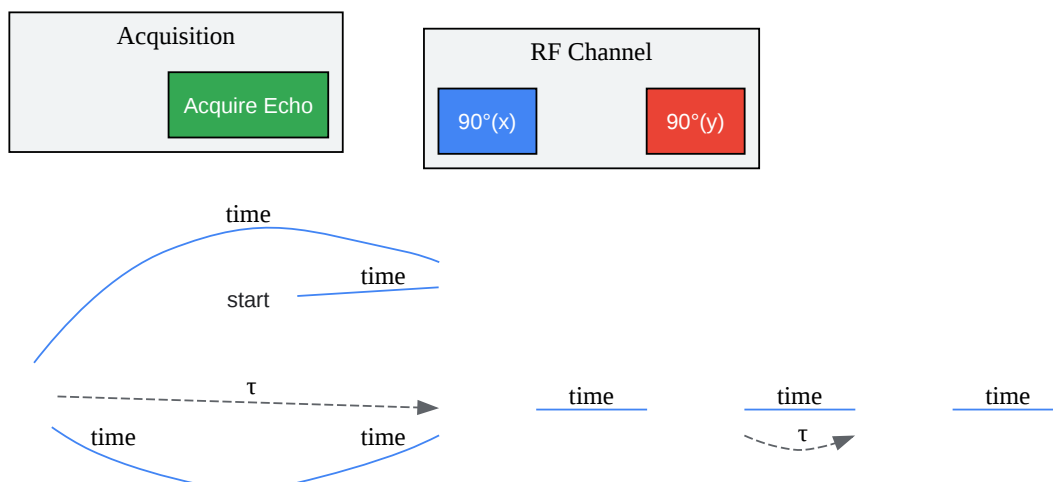 Acquisition
Acquire Echo
RF Channel
90°(x)
90°(y)
time
time
start
τ
time
time
time
time
time
τ